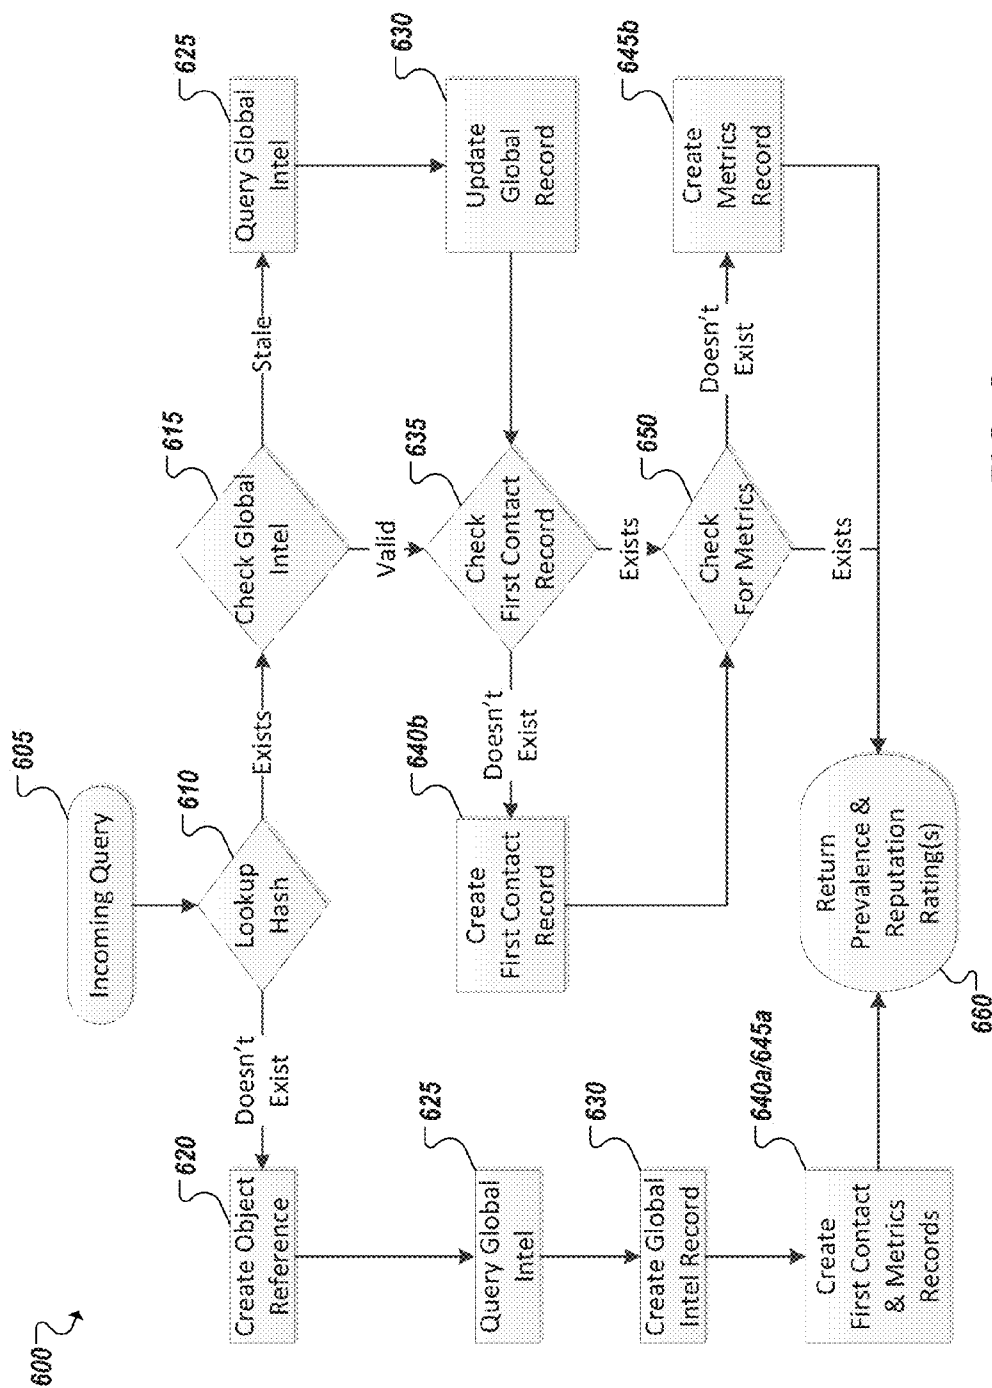 600
605
Incoming Query
610
Lookup
Hash
Exists
Doesn't
Exist
615
Check Global
Intel
Stale
Valid
625
Query Global
Intel
630
Update
Global
Record
620
Create Object
Reference
625
Query Global
Intel
630
Create Global
Intel Record
640a/645a
Create
First Contact
& Metrics
Records
635
Check
First Contact
Record
Doesn't
Exist
Exists
640b
Create
First Contact
Record
650
Check
For Metrics
Doesn't
Exist
Exists
645b
Create
Metrics
Record
Return
Prevalence &
Reputation
Rating(s)
660